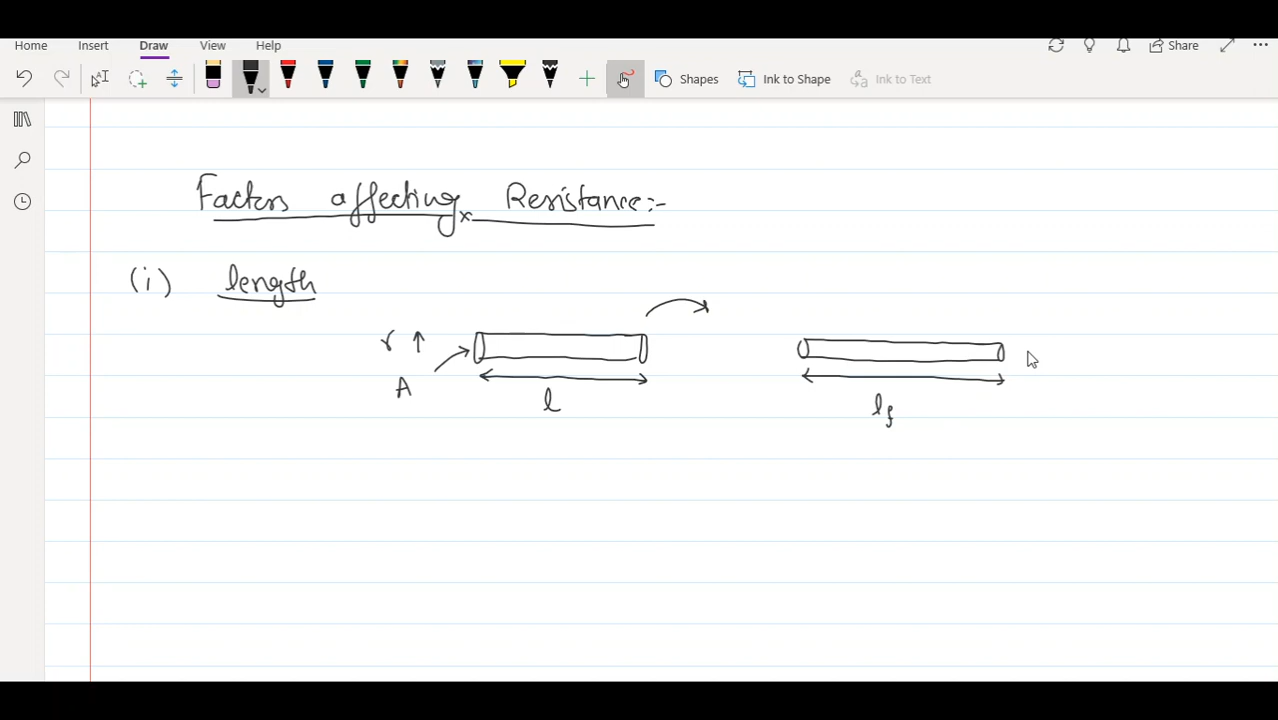 Home Insert Draw View Help Share
Shapes Ink to Shape Ink to Text
Factors affecting Resistance:-
(i) length
r ↑
A
l
lf